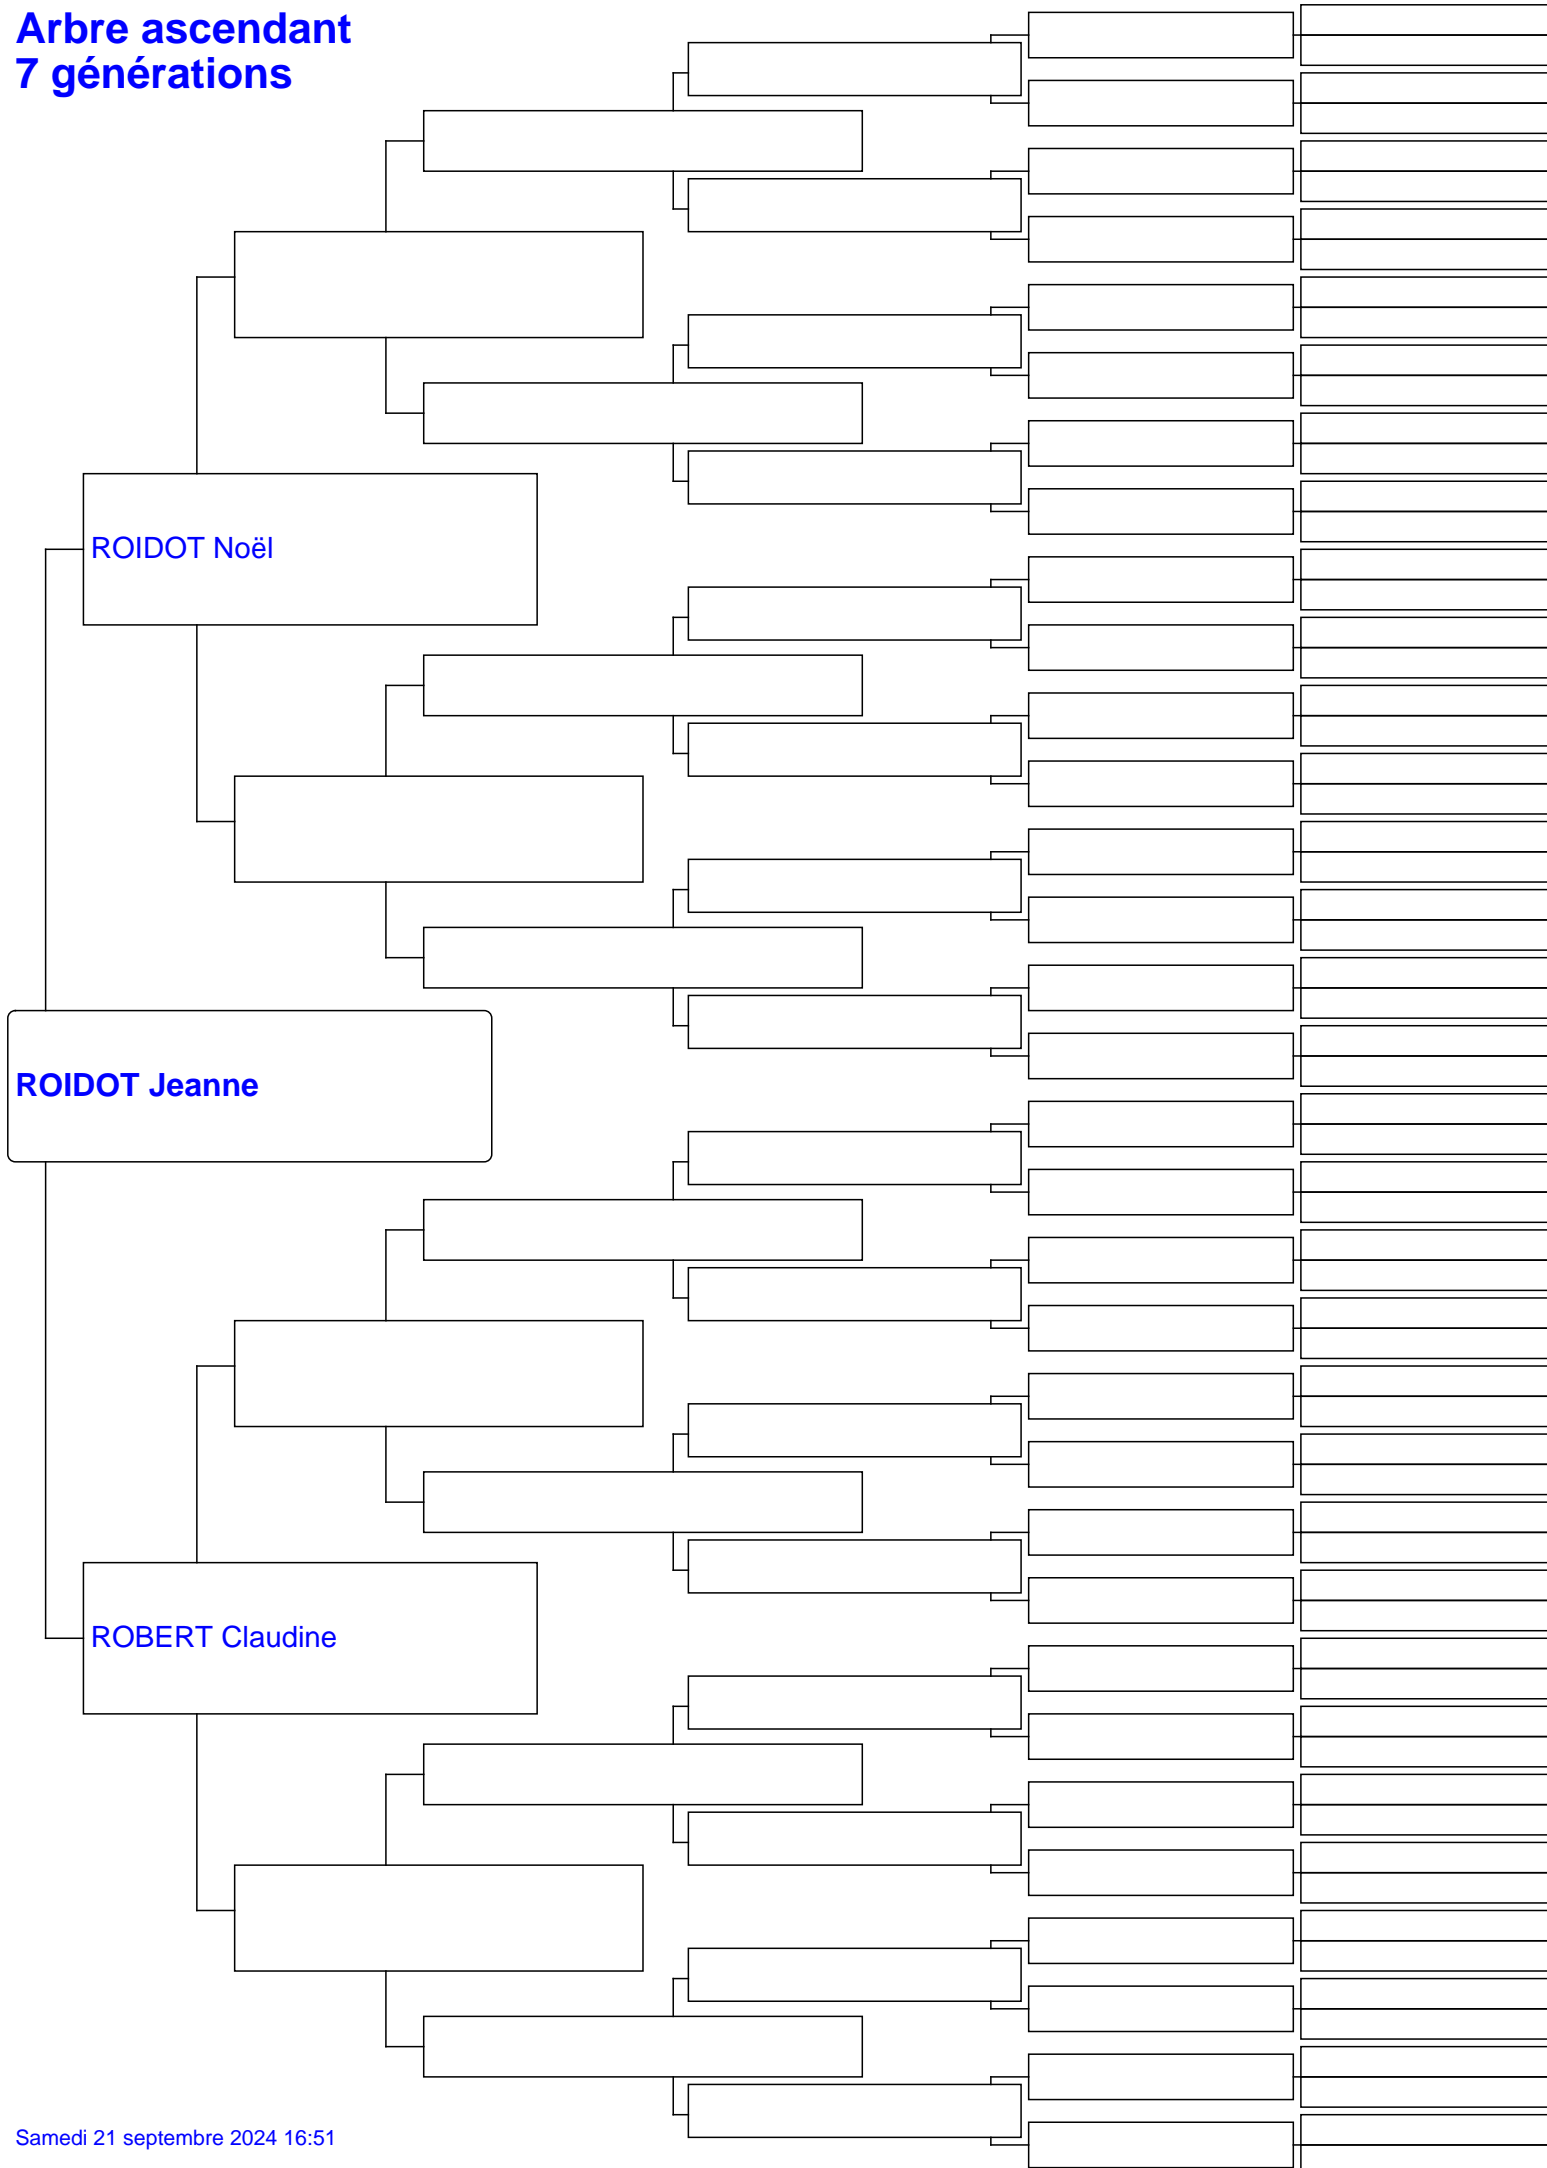 Arbre ascendant
7 générations
ROIDOT Noël
ROIDOT Jeanne
ROBERT Claudine
Samedi 21 septembre 2024 16:51